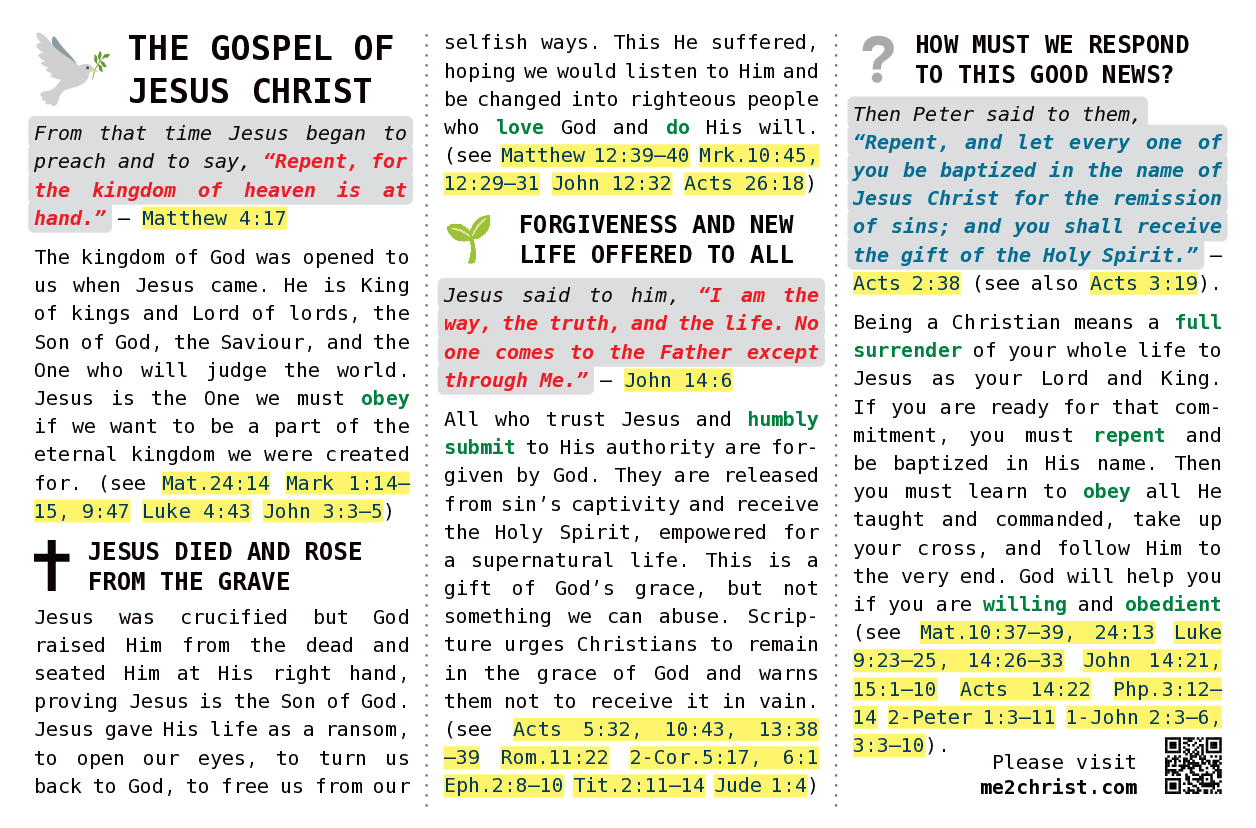 THE GOSPEL OF
JESUS CHRIST
From that time Jesus began to
preach and to say, “Repent, for
the kingdom of heaven is at
hand.” – Matthew 4:17
The kingdom of God was opened to
us when Jesus came. He is King
of kings and Lord of lords, the
Son of God, the Saviour, and the
One who will judge the world.
Jesus is the One we must obey
if we want to be a part of the
eternal kingdom we were created
for. (see Mat.24:14 Mark 1:14–
15, 9:47 Luke 4:43 John 3:3–5)
JESUS DIED AND ROSE
FROM THE GRAVE
Jesus was crucified but God
raised Him from the dead and
seated Him at His right hand,
proving Jesus is the Son of God.
Jesus gave His life as a ransom,
to open our eyes, to turn us
back to God, to free us from our
selfish ways. This He suffered,
hoping we would listen to Him and
be changed into righteous people
who love God and do His will.
(see Matthew 12:39–40 Mrk.10:45,
12:29–31 John 12:32 Acts 26:18)
FORGIVENESS AND NEW
LIFE OFFERED TO ALL
Jesus said to him, “I am the
way, the truth, and the life. No
one comes to the Father except
through Me.” – John 14:6
All who trust Jesus and humbly
submit to His authority are for-
given by God. They are released
from sin’s captivity and receive
the Holy Spirit, empowered for
a supernatural life. This is a
gift of God’s grace, but not
something we can abuse. Scrip-
ture urges Christians to remain
in the grace of God and warns
them not to receive it in vain.
(see Acts 5:32, 10:43, 13:38
–39 Rom.11:22 2-Cor.5:17, 6:1
Eph.2:8–10 Tit.2:11–14 Jude 1:4)
?
HOW MUST WE RESPOND
TO THIS GOOD NEWS?
Then Peter said to them,
“Repent, and let every one of
you be baptized in the name of
Jesus Christ for the remission
of sins; and you shall receive
the gift of the Holy Spirit.” –
Acts 2:38 (see also Acts 3:19).
Being a Christian means a full
surrender of your whole life to
Jesus as your Lord and King.
If you are ready for that com-
mitment, you must repent and
be baptized in His name. Then
you must learn to obey all He
taught and commanded, take up
your cross, and follow Him to
the very end. God will help you
if you are willing and obedient
(see Mat.10:37–39, 24:13 Luke
9:23–25, 14:26–33 John 14:21,
15:1–10 Acts 14:22 Php.3:12–
14 2-Peter 1:3–11 1-John 2:3–6,
3:3–10).
Please visit
me2christ.com